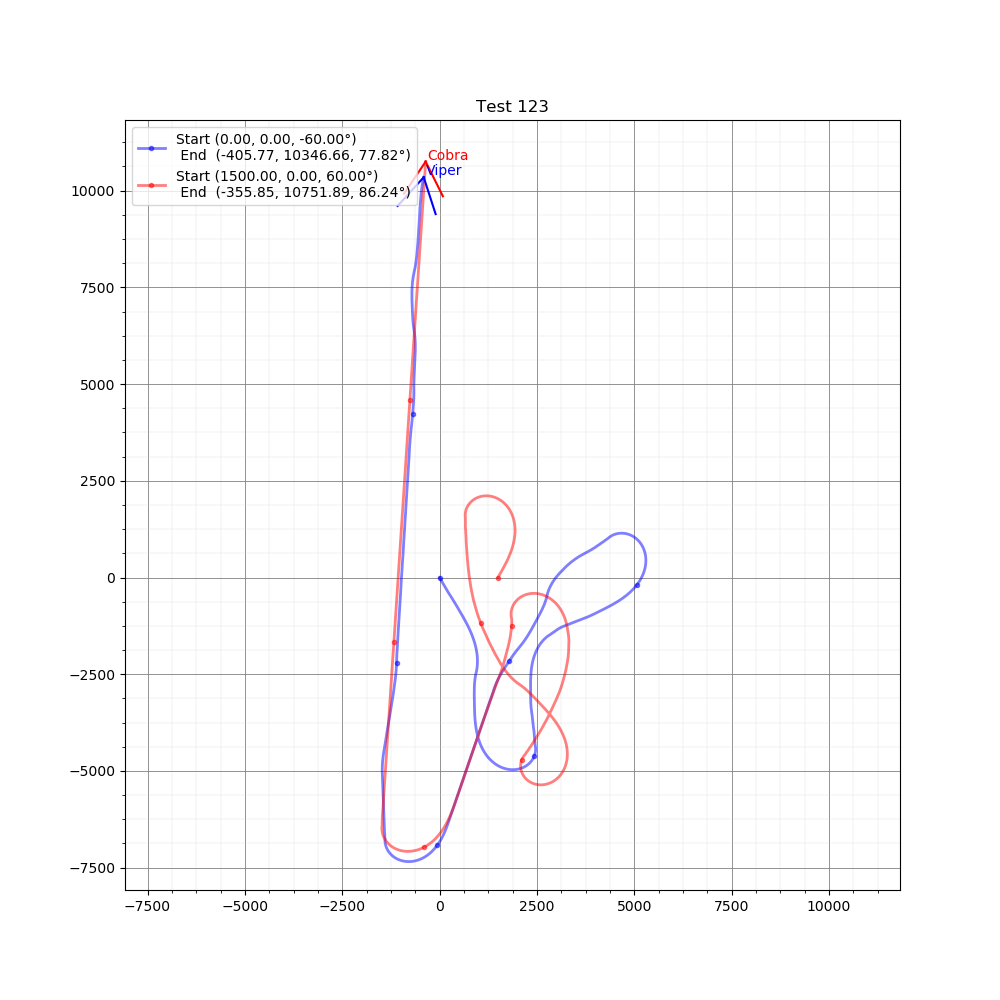 Test 123
Start (0.00, 0.00, -60.00°)
End  (-405.77, 10346.66, 77.82°)
Start (1500.00, 0.00, 60.00°)
End  (-355.85, 10751.89, 86.24°)
Cobra
Viper
10000
7500
5000
2500
0
−2500
−5000
−7500
−7500 −5000 −2500 0 2500 5000 7500 10000